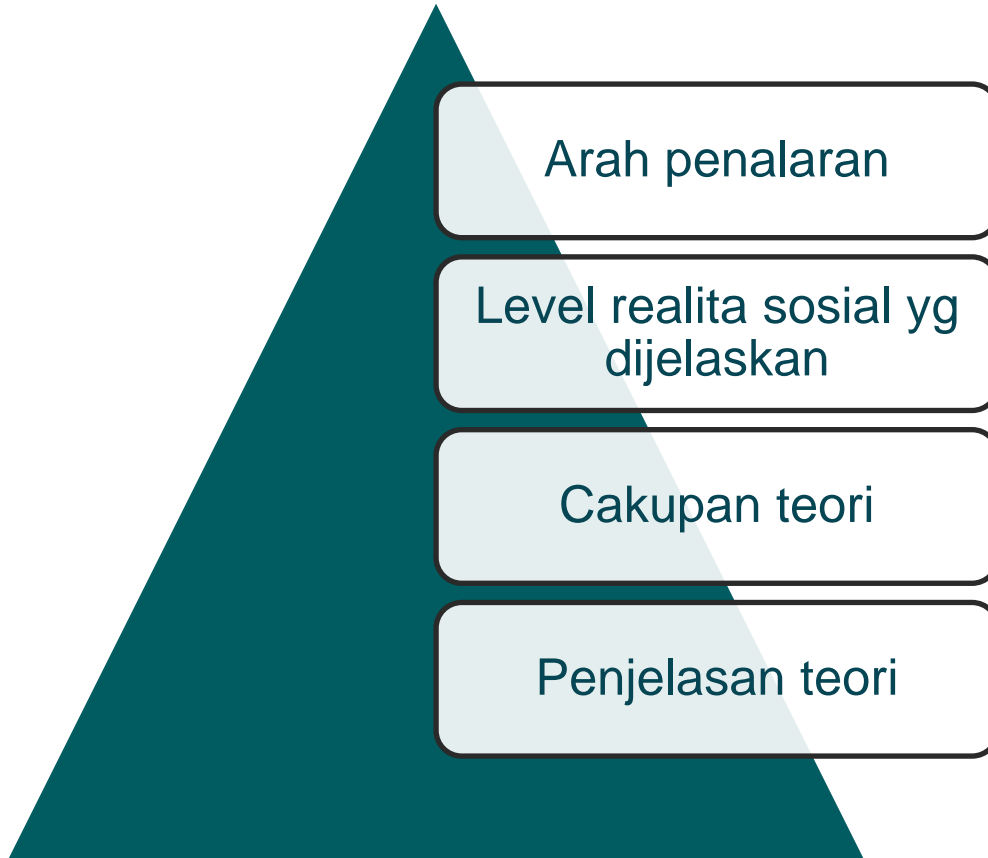 Arah penalaran
Level realita sosial yg
dijelaskan
Cakupan teori
Penjelasan teori